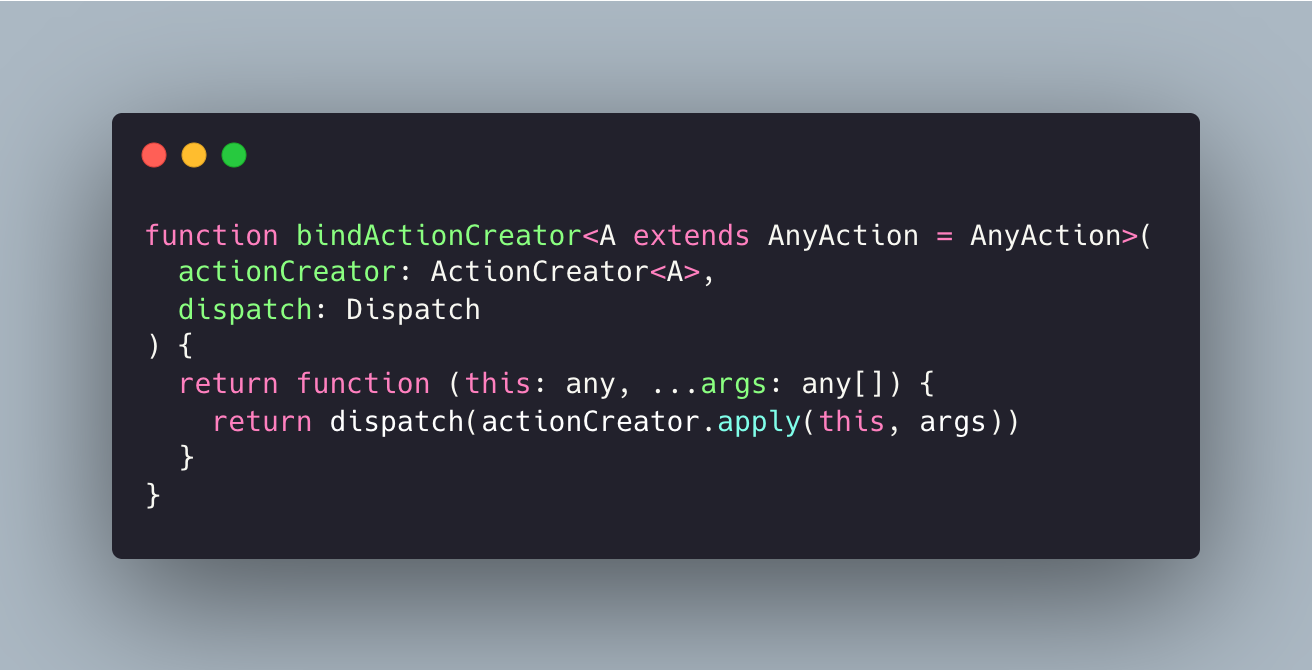 function bindActionCreator<A extends AnyAction = AnyAction>(
  actionCreator: ActionCreator<A>,
  dispatch: Dispatch
) {
  return function (this: any, ...args: any[]) {
    return dispatch(actionCreator.apply(this, args))
  }
}